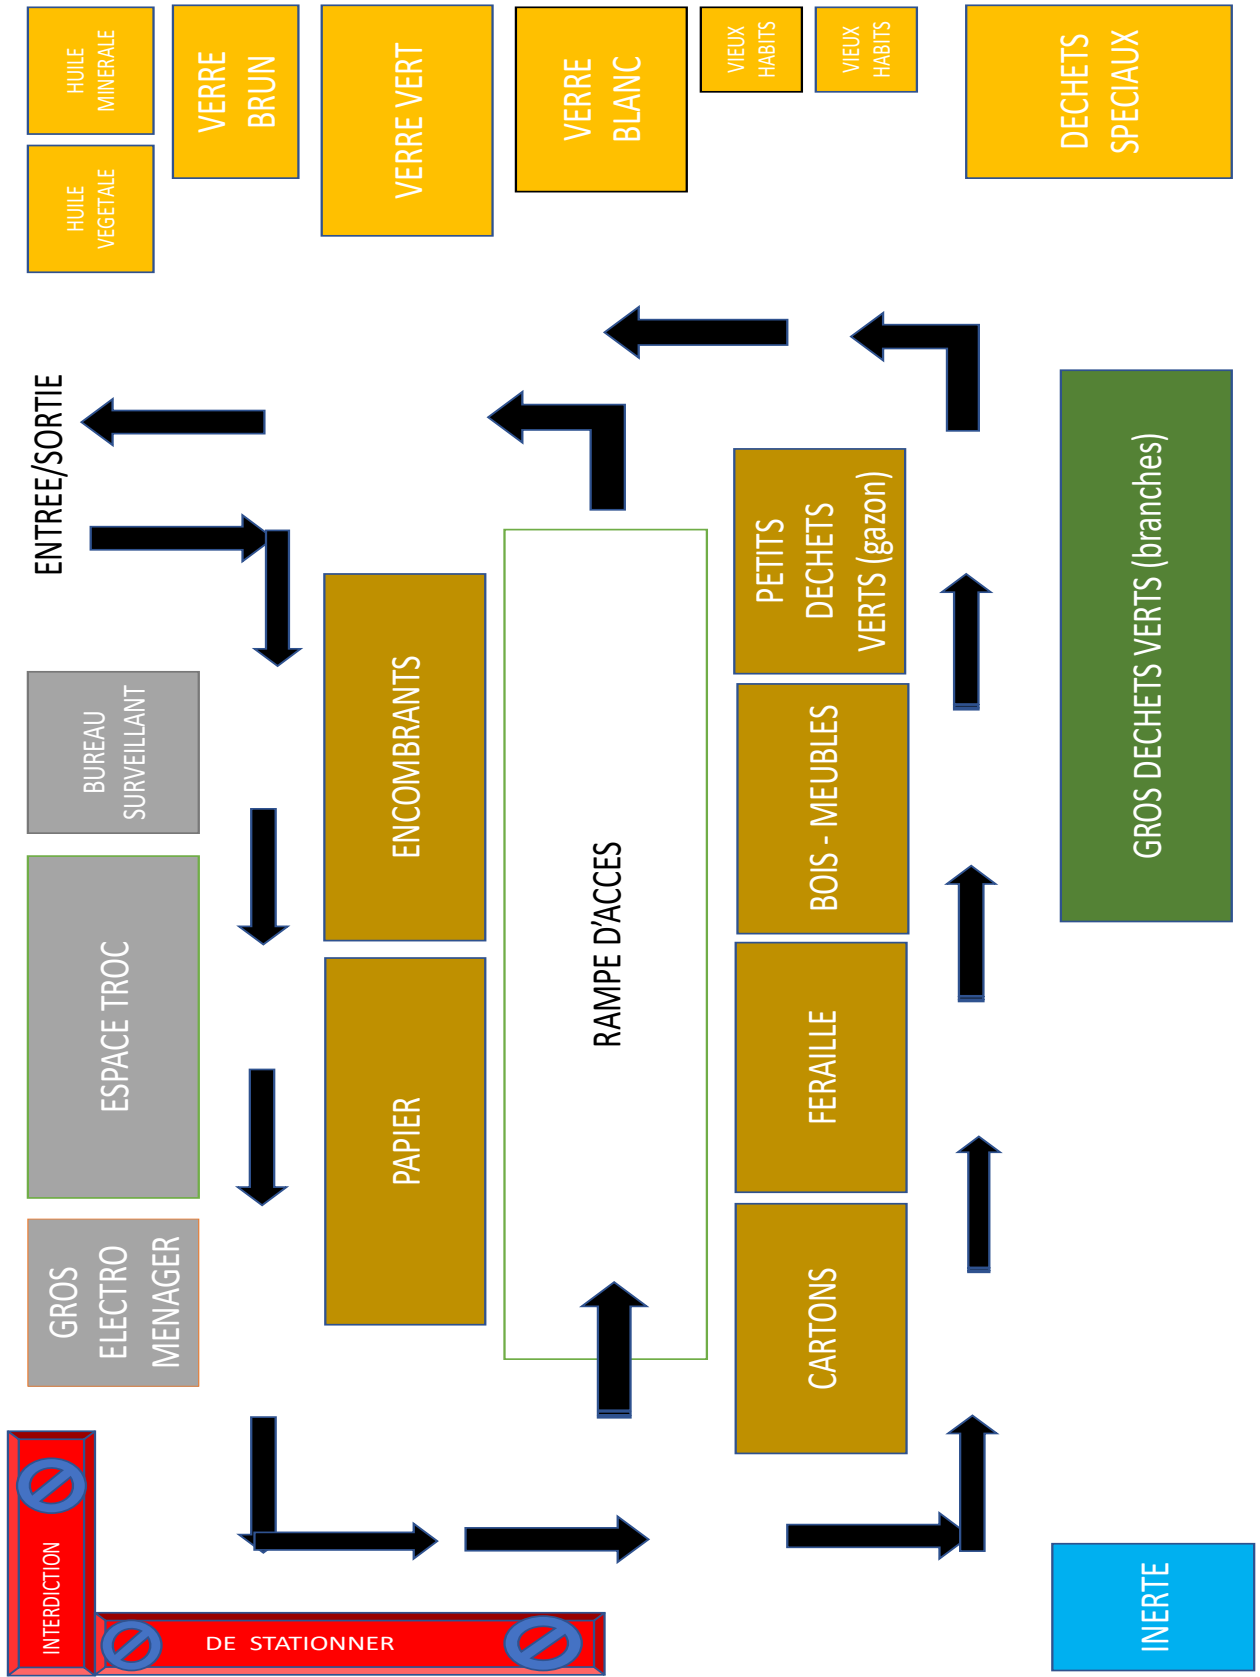 HUILE
MINERALE
HUILE
VEGETALE
VERRE
BRUN
VERRE VERT
VERRE
BLANC
VIEUX
HABITS
VIEUX
HABITS
DECHETS
SPECIAUX
ENTREE/SORTIE
BUREAU
SURVEILLANT
ESPACE TROC
GROS
ELECTRO
MENAGER
ENCOMBRANTS
PAPIER
RAMPE D'ACCES
PETITS
DECHETS
VERTS (gazon)
BOIS - MEUBLES
FERAILLE
CARTONS
GROS DECHETS VERTS (branches)
INERTE
INTERDICTION
DE STATIONNER